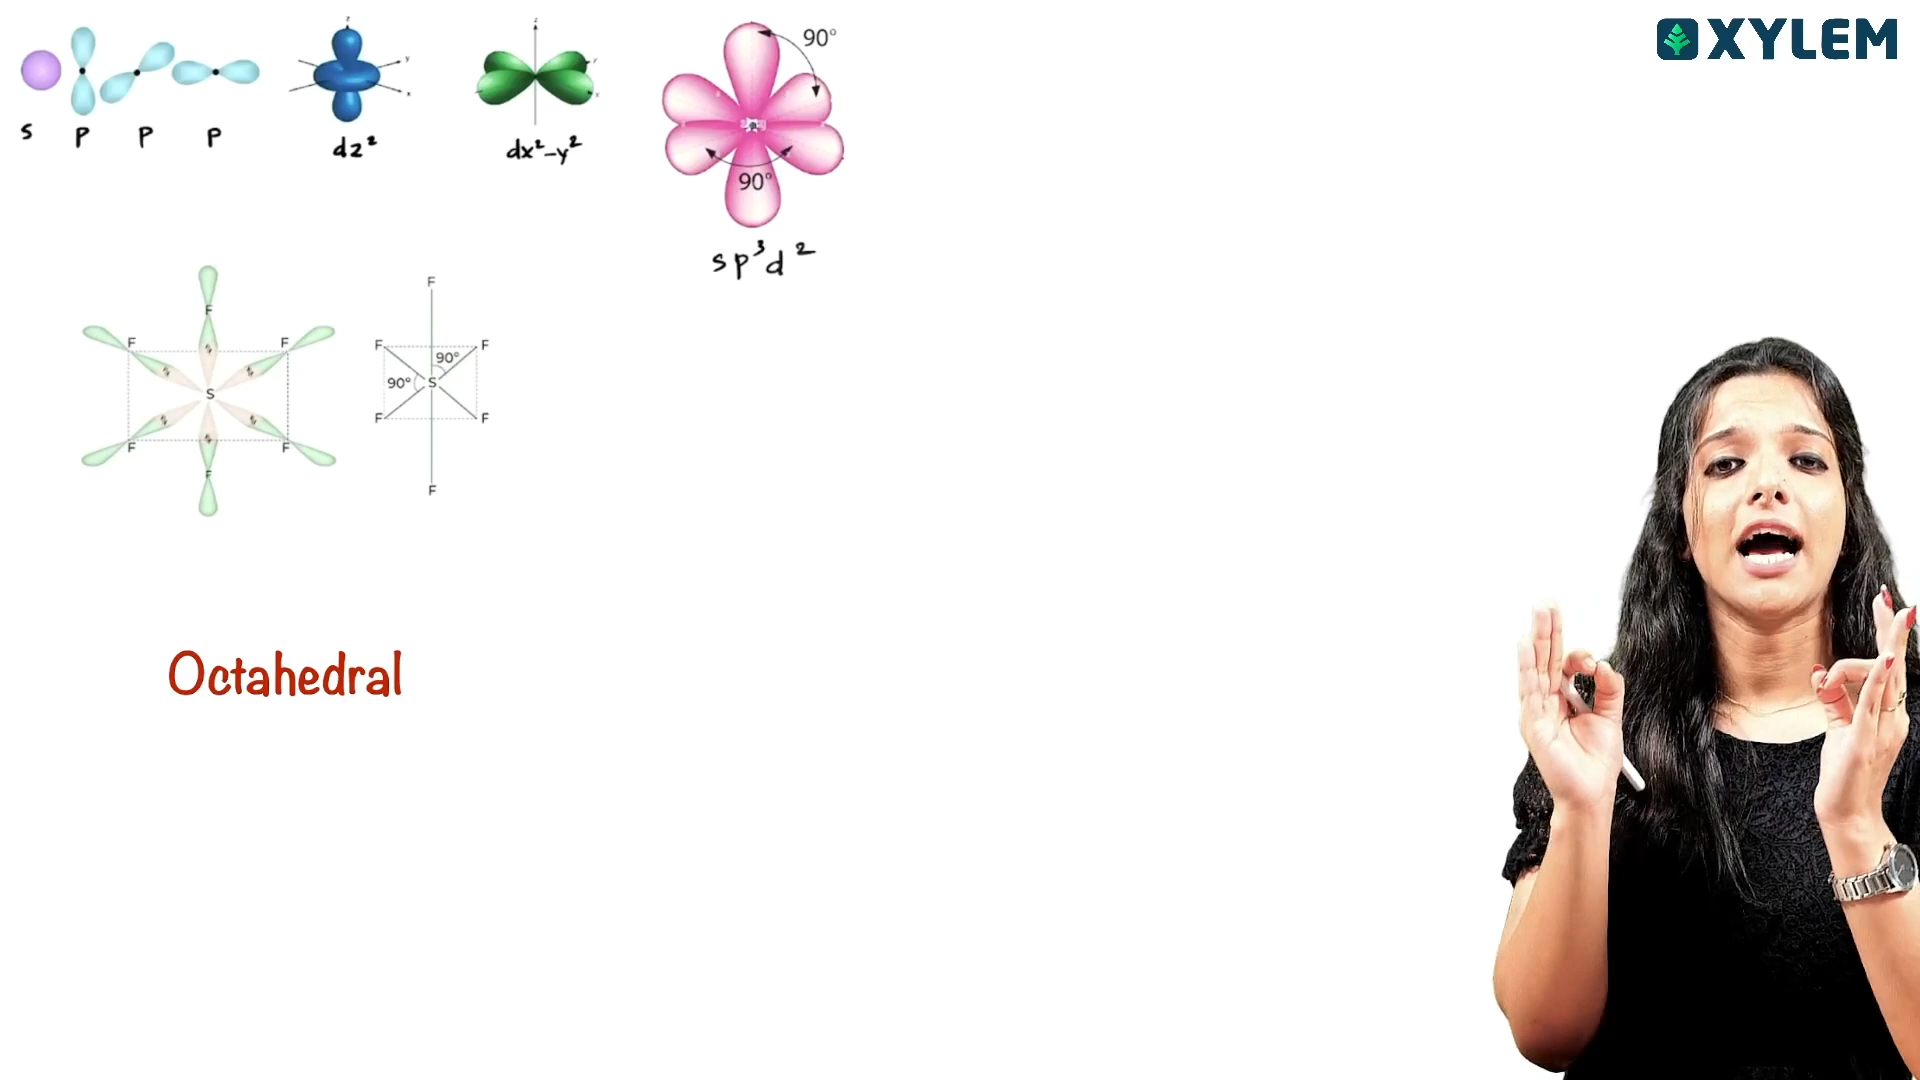 XYLEM
s p p p
dz²
dx²-y²
90°
90°
sp³d²
F
F F
S
F F
F
F
F F
90°
90° S
F F
F
Octahedral